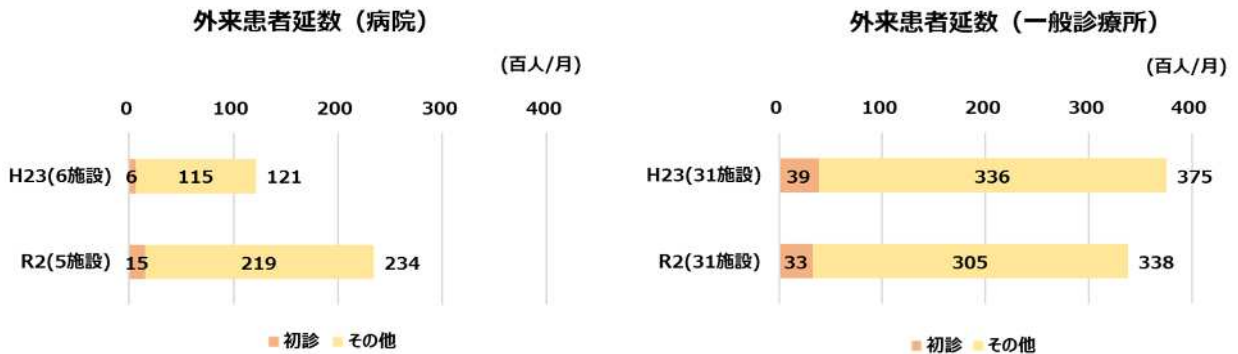 外来患者延数（病院）
(百人/月)
0 100 200 300 400
H23(6施設) 6 115 121
R2(5施設) 15 219 234
初診 その他
外来患者延数（一般診療所）
(百人/月)
0 100 200 300 400
H23(31施設) 39 336 375
R2(31施設) 33 305 338
初診 その他